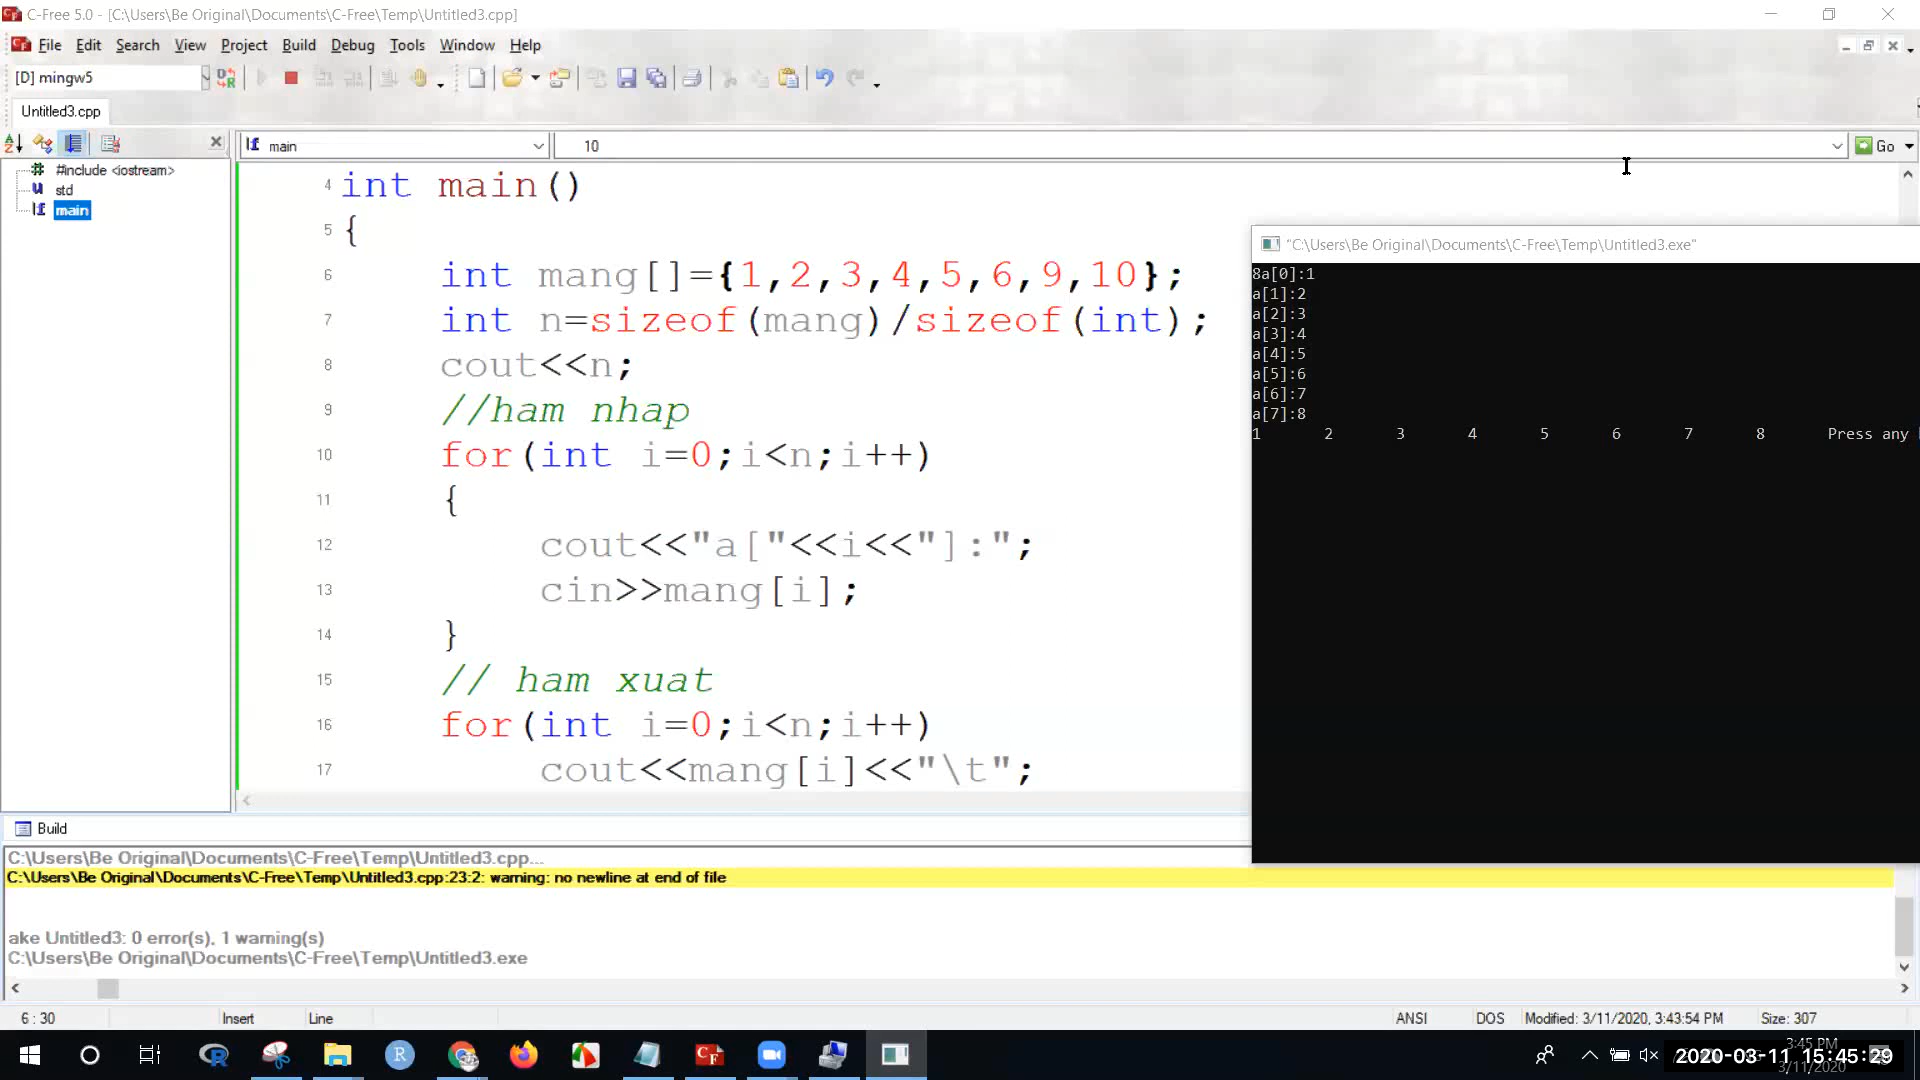 C-Free 5.0 - [C:\Users\Be Original\Documents\C-Free\Temp\Untitled3.cpp]
File Edit Search View Project Build Debug Tools Window Help
[D] mingw5
Untitled3.cpp
main
10
Go
#include <iostream>
std
main
4 int main()
5 {
6 int mang[]={1,2,3,4,5,6,9,10};
7 int n=sizeof(mang)/sizeof(int);
8 cout<<n;
9 //ham nhap
10 for(int i=0;i<n;i++)
11 {
12 cout<<"a["<<i<<"]:";
13 cin>>mang[i];
14 }
15 // ham xuat
16 for(int i=0;i<n;i++)
17 cout<<mang[i]<<"\t";
"C:\Users\Be Original\Documents\C-Free\Temp\Untitled3.exe"
8a[0]:1
a[1]:2
a[2]:3
a[3]:4
a[4]:5
a[5]:6
a[6]:7
a[7]:8
1 2 3 4 5 6 7 8 Press any
Build
C:\Users\Be Original\Documents\C-Free\Temp\Untitled3.cpp...
C:\Users\Be Original\Documents\C-Free\Temp\Untitled3.cpp:23:2: warning: no newline at end of file
ake Untitled3: 0 error(s), 1 warning(s)
C:\Users\Be Original\Documents\C-Free\Temp\Untitled3.exe
6 : 30 Insert Line ANSI DOS Modified: 3/11/2020, 3:43:54 PM Size: 307
3:45 PM
2020-03-11 15:45:29
3/11/2020